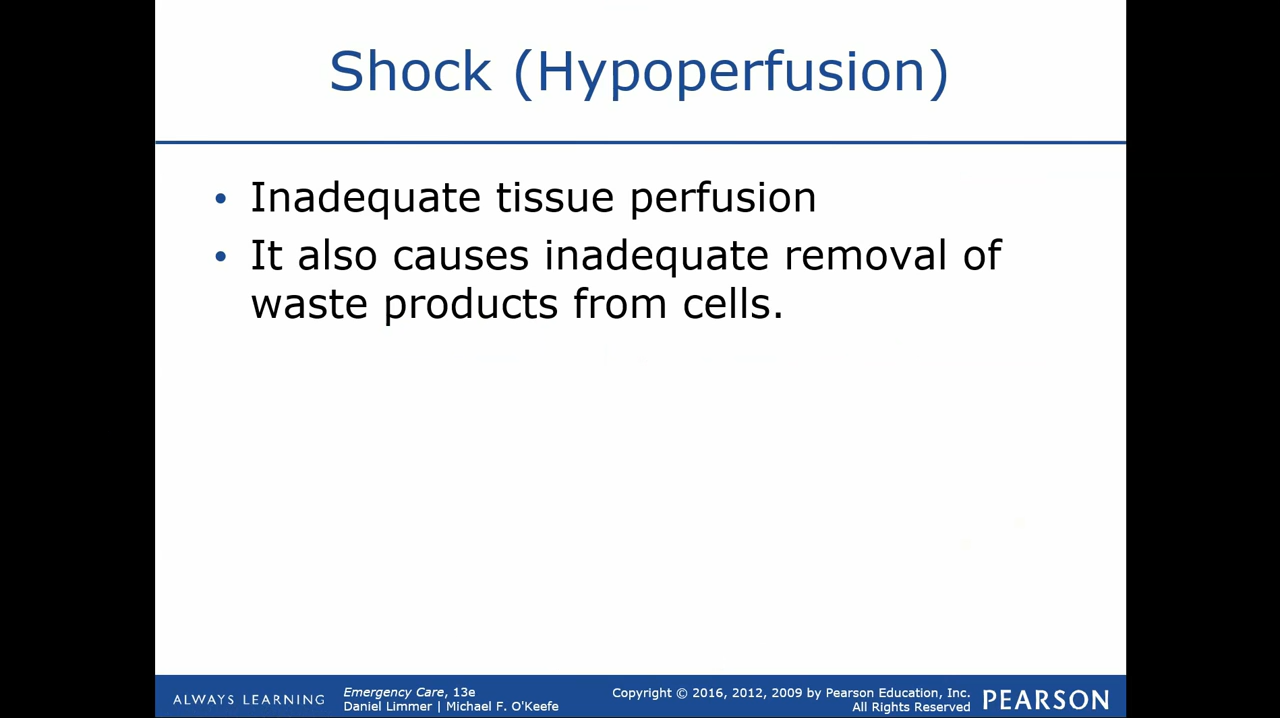 Shock (Hypoperfusion)
• Inadequate tissue perfusion
• It also causes inadequate removal of
waste products from cells.
ALWAYS LEARNING
Emergency Care, 13e
Daniel Limmer | Michael F. O'Keefe
Copyright © 2016, 2012, 2009 by Pearson Education, Inc.
All Rights Reserved
PEARSON